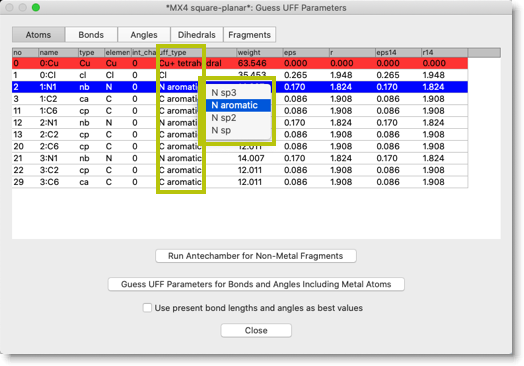 *MX4 square-planar*: Guess UFF Parameters
Atoms Bonds Angles Dihedrals Fragments
no name type elemen int_cha uff_type weight eps r eps14 r14
0 0:Cu Cu Cu 0 Cu+ tetrahedral 63.546 0.000 0.000 0.000 0.000
1 0:Cl cl Cl 0 Cl 35.453 0.265 1.948 0.265 1.948
2 1:N1 nb N 0 N aromatic 0.170 1.824 0.170 1.824
3 1:C2 ca C 0 C aromatic 0.086 1.908 0.086 1.908
11 1:C6 cp C 0 C aromatic 0.086 1.908 0.086 1.908
12 2:N1 nb N 0 N aromatic 0.170 1.824 0.170 1.824
13 2:C2 cp C 0 C aromatic 0.086 1.908 0.086 1.908
20 2:C6 cp C 0 C aromatic 12.011 0.086 1.908 0.086 1.908
21 3:N1 nb N 0 N aromatic 14.007 0.170 1.824 0.170 1.824
22 3:C2 cp C 0 C aromatic 12.011 0.086 1.908 0.086 1.908
29 3:C6 ca C 0 C aromatic 12.011 0.086 1.908 0.086 1.908
N sp3
N aromatic
N sp2
N sp
Run Antechamber for Non-Metal Fragments
Guess UFF Parameters for Bonds and Angles Including Metal Atoms
Use present bond lengths and angles as best values
Close